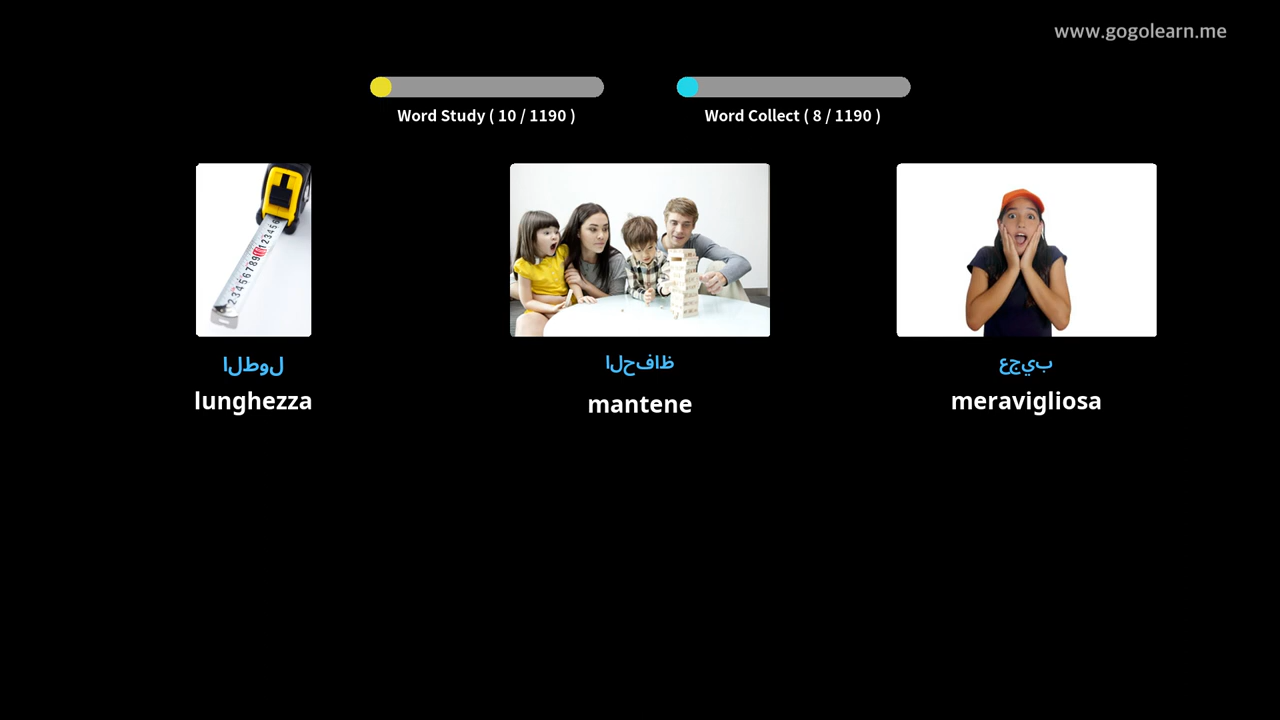 www.gogolearn.me
Word Study ( 10 / 1190 )
Word Collect ( 8 / 1190 )
الطول
الحفاظ
عجيب
lunghezza
mantene
meravigliosa